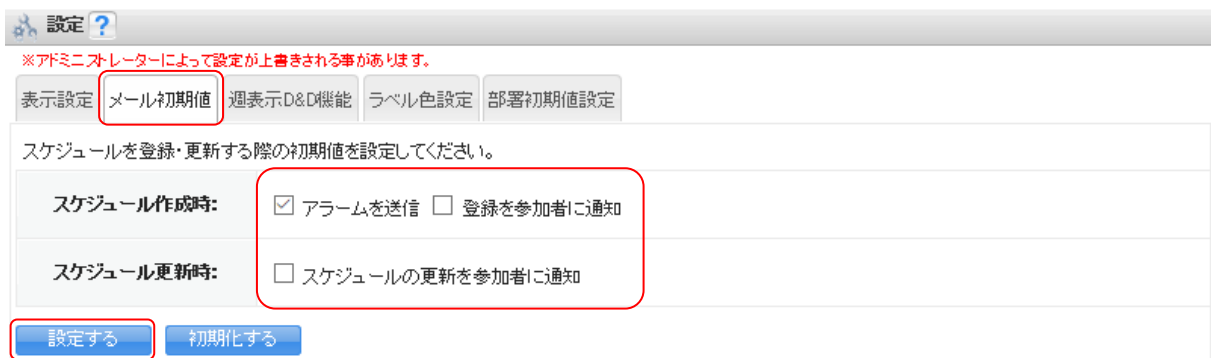 設定 ?
※アドミニストレーターによって設定が上書きされる事があります。
表示設定 メール初期値 週表示D&D機能 ラベル色設定 部署初期値設定
スケジュールを登録・更新する際の初期値を設定してください。
スケジュール作成時: アラームを送信 登録を参加者に通知
スケジュール更新時: スケジュールの更新を参加者に通知
設定する 初期化する